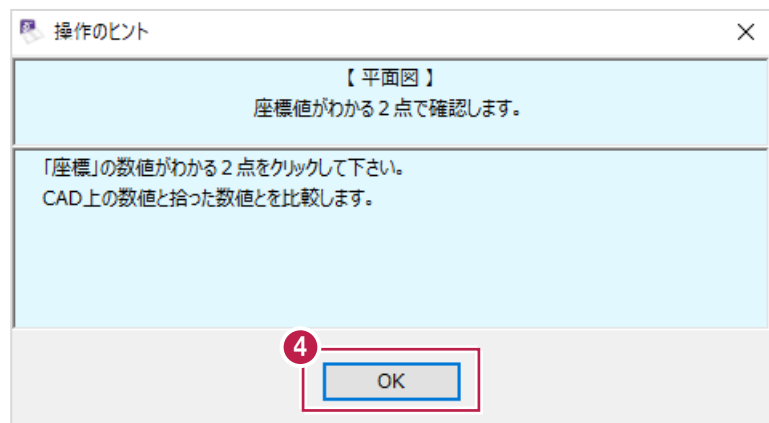 操作のヒント
【 平面図 】
座標値がわかる２点で確認します。
「座標」の数値がわかる２点をクリックして下さい。
CAD上の数値と拾った数値とを比較します。
4
OK